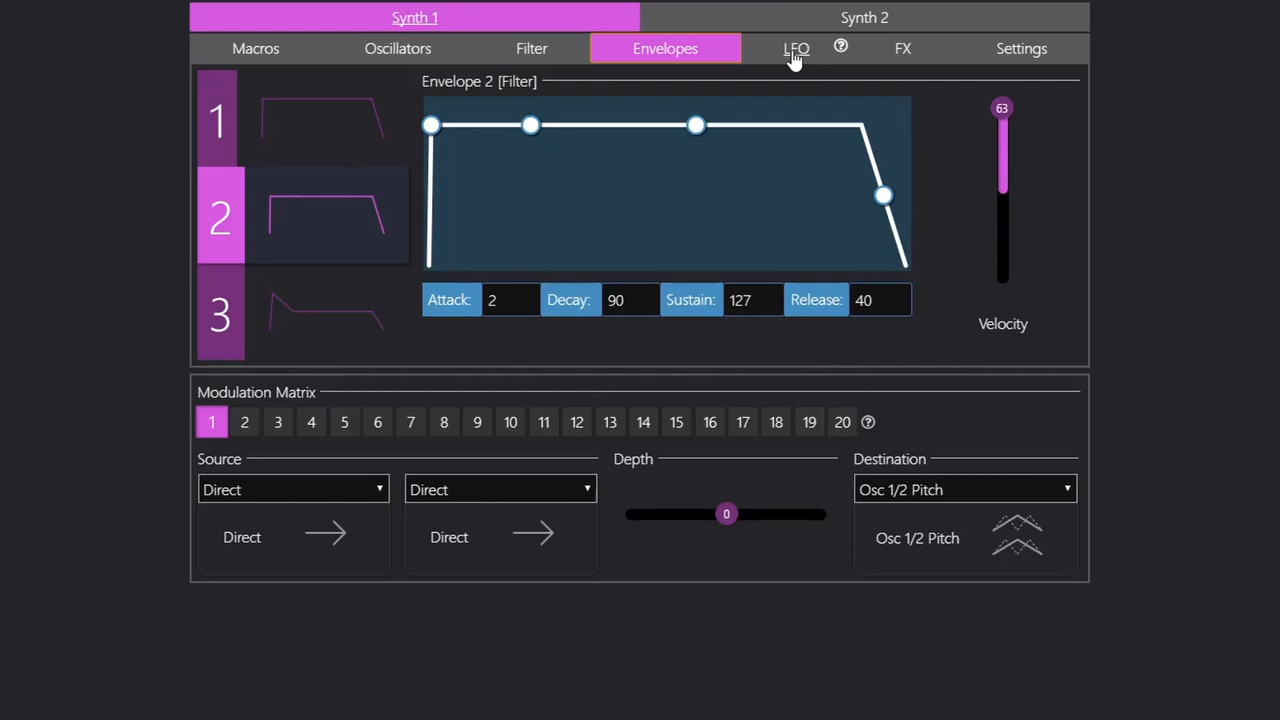 Synth 1 Synth 2
Macros Oscillators Filter Envelopes LFO ? FX Settings
Envelope 2 [Filter]
1
2
3
63
Attack: 2 Decay: 90 Sustain: 127 Release: 40
Velocity
Modulation Matrix
1 2 3 4 5 6 7 8 9 10 11 12 13 14 15 16 17 18 19 20 ?
Source Depth Destination
Direct Direct Osc 1/2 Pitch
0
Direct Direct Osc 1/2 Pitch